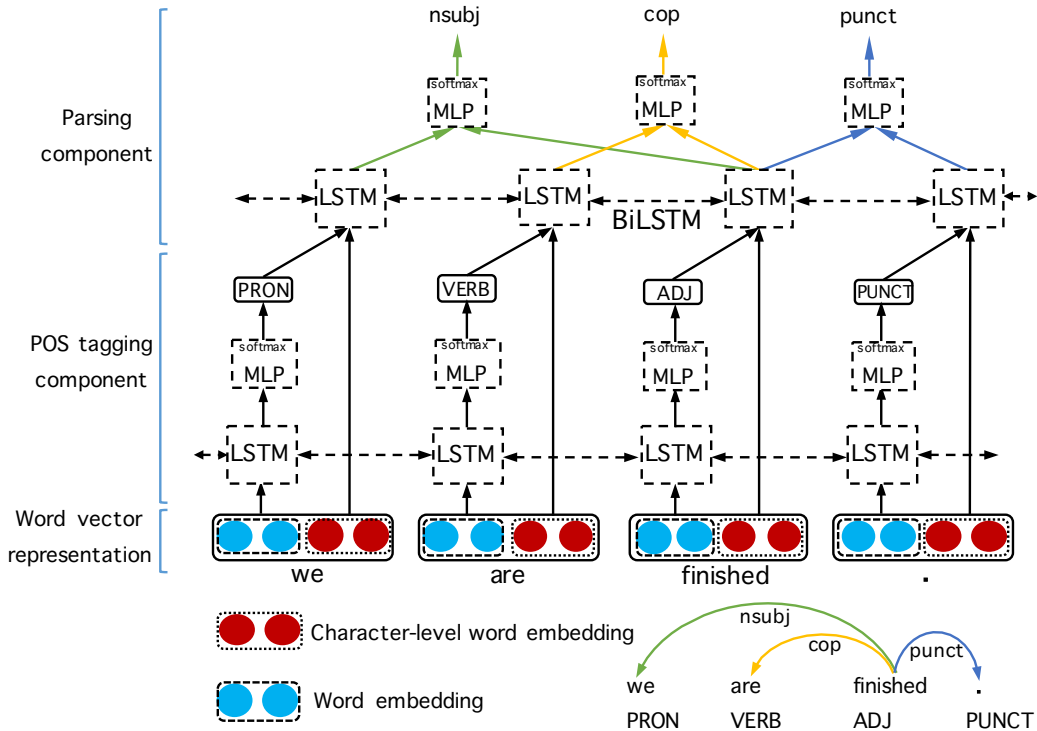 nsubj cop punct
softmax softmax softmax
MLP MLP MLP
Parsing
component
LSTM LSTM LSTM LSTM
BiLSTM
PRON VERB ADJ PUNCT
POS tagging
component
softmax softmax softmax softmax
MLP MLP MLP MLP
LSTM LSTM LSTM LSTM
Word vector
representation
we are finished .
Character-level word embedding
Word embedding
nsubj
cop punct
we are finished .
PRON VERB ADJ PUNCT